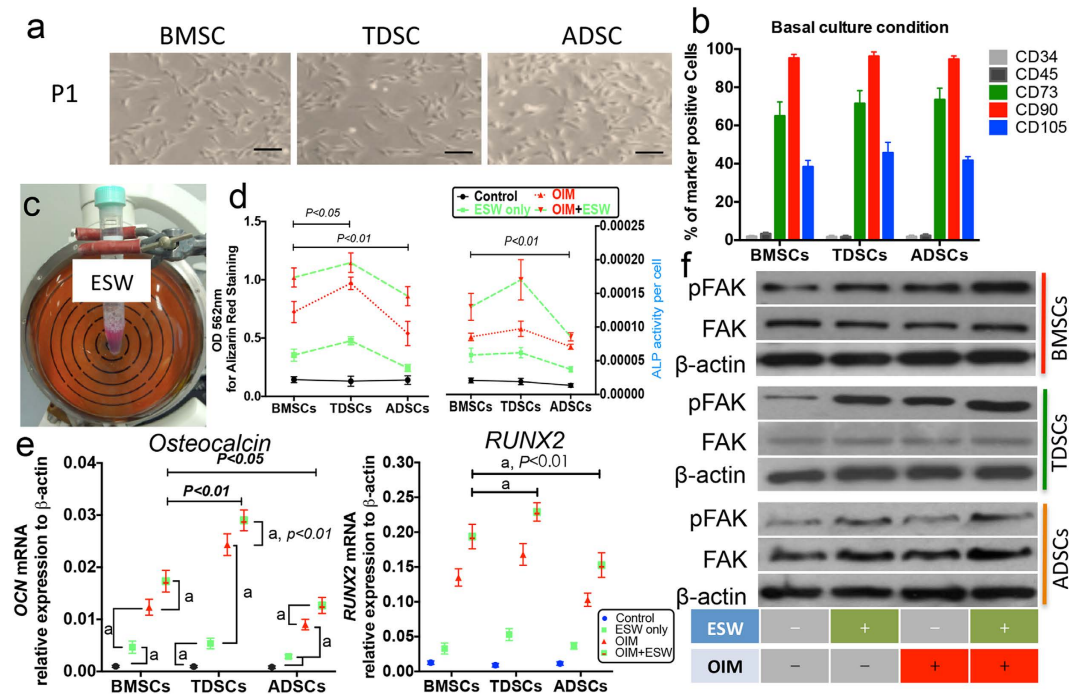 a
BMSC
TDSC
ADSC
P1
b
Basal culture condition
% of marker positive Cells
100
80
60
40
20
0
BMSCs
TDSCs
ADSCs
CD34
CD45
CD73
CD90
CD105
c
ESW
d
Control
ESW only
OIM
OIM+ESW
OD 562nm
for Alizarin Red Staining
1.5
1.0
0.5
0.0
P<0.05
P<0.01
BMSCs
TDSCs
ADSCs
P<0.01
0.00025
0.00020
0.00015
0.00010
0.00005
0.00000
ALP activity per cell
BMSCs
TDSCs
ADSCs
e
Osteocalcin
OCN mRNA
relative expression to β-actin
0.04
0.03
0.02
0.01
0.00
P<0.05
P<0.01
a, p<0.01
a
a
a
a
a
a
a
BMSCs
TDSCs
ADSCs
RUNX2
RUNX2 mRNA
relative expression to β-actin
0.30
0.25
0.20
0.15
0.10
0.05
0.00
a, P<0.01
a
Control
ESW only
OIM
OIM+ESW
BMSCs
TDSCs
ADSCs
f
pFAK
FAK
β-actin
BMSCs
pFAK
FAK
β-actin
TDSCs
pFAK
FAK
β-actin
ADSCs
ESW − + − +
OIM − − + +